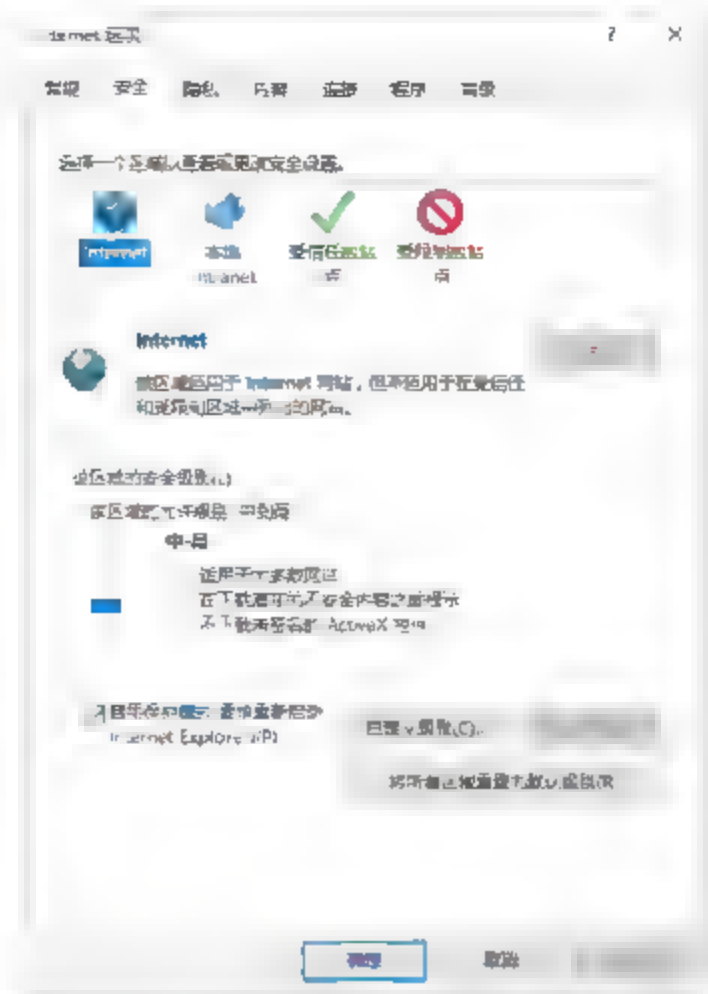 Internet 选项
常规 安全 隐私 内容 连接 程序 高级
选择一个区域以查看或更改安全设置。
Internet 本地 Intranet 受信任的站点 受限制的站点
Internet
该区域适用于 Internet 网站，但不适用于在受信任
和受限制区域中列出的网站。
该区域的安全级别(L)
该区域的允许级别: 中到高
中-高
适用于大多数网站
在下载潜在的不安全内容之前提示
不下载未签名的 ActiveX 控件
启用保护模式(要求重新启动
Internet Explorer)(P)
自定义级别(C)...
将所有区域重置为默认级别(R)
确定 取消